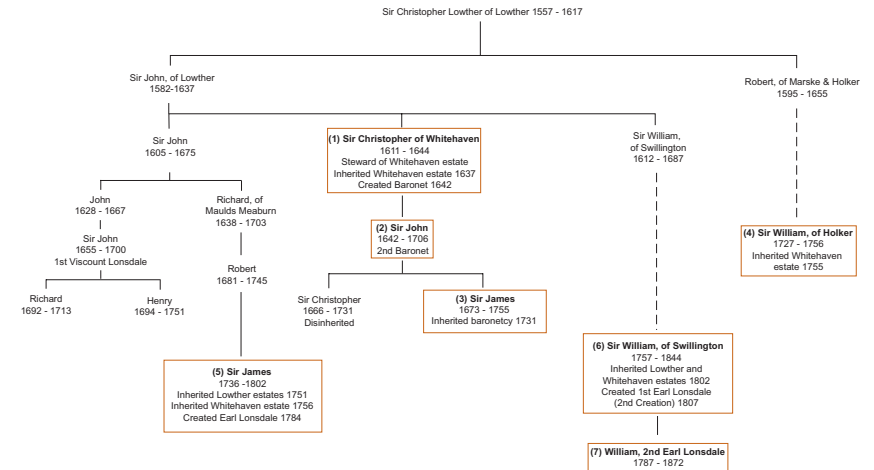 Sir Christopher Lowther of Lowther 1557 - 1617
Sir John, of Lowther
1582-1637
Robert, of Marske & Holker
1595 - 1655
Sir John
1605 - 1675
(1) Sir Christopher of Whitehaven
1611 - 1644
Steward of Whitehaven estate
Inherited Whitehaven estate 1637
Created Baronet 1642
Sir William,
of Swillington
1612 - 1687
John
1628 - 1667
Richard, of
Maulds Meaburn
1638 - 1703
(2) Sir John
1642 - 1706
2nd Baronet
(4) Sir William, of Holker
1727 - 1756
Inherited Whitehaven
estate 1755
Sir John
1655 - 1700
1st Viscount Lonsdale
Robert
1681 - 1745
Richard
1692 - 1713
Henry
1694 - 1751
Sir Christopher
1666 - 1731
Disinherited
(3) Sir James
1673 - 1755
Inherited baronetcy 1731
(5) Sir James
1736 -1802
Inherited Lowther estates 1751
Inherited Whitehaven estate 1756
Created Earl Lonsdale 1784
(6) Sir William, of Swillington
1757 - 1844
Inherited Lowther and
Whitehaven estates 1802
Created 1st Earl Lonsdale
(2nd Creation) 1807
(7) William, 2nd Earl Lonsdale
1787 - 1872